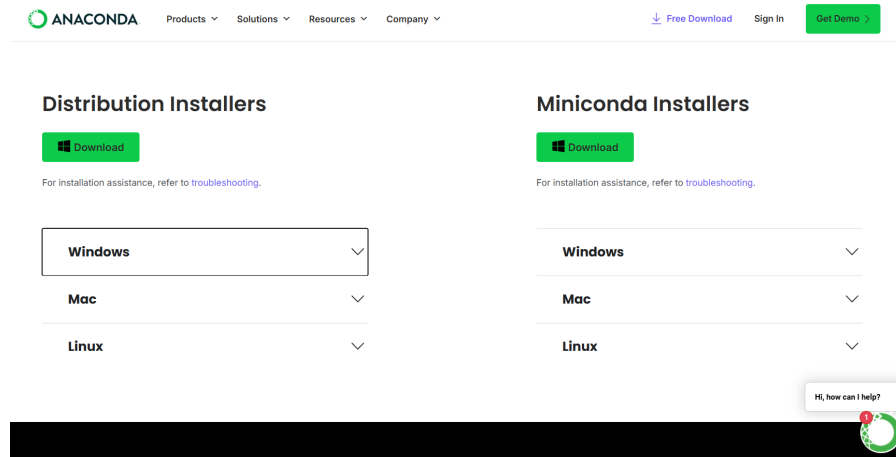 ANACONDA Products Solutions Resources Company Free Download Sign In Get Demo
Distribution Installers
Download
For installation assistance, refer to troubleshooting.
Windows
Mac
Linux
Miniconda Installers
Download
For installation assistance, refer to troubleshooting.
Windows
Mac
Linux
Hi, how can I help?
1